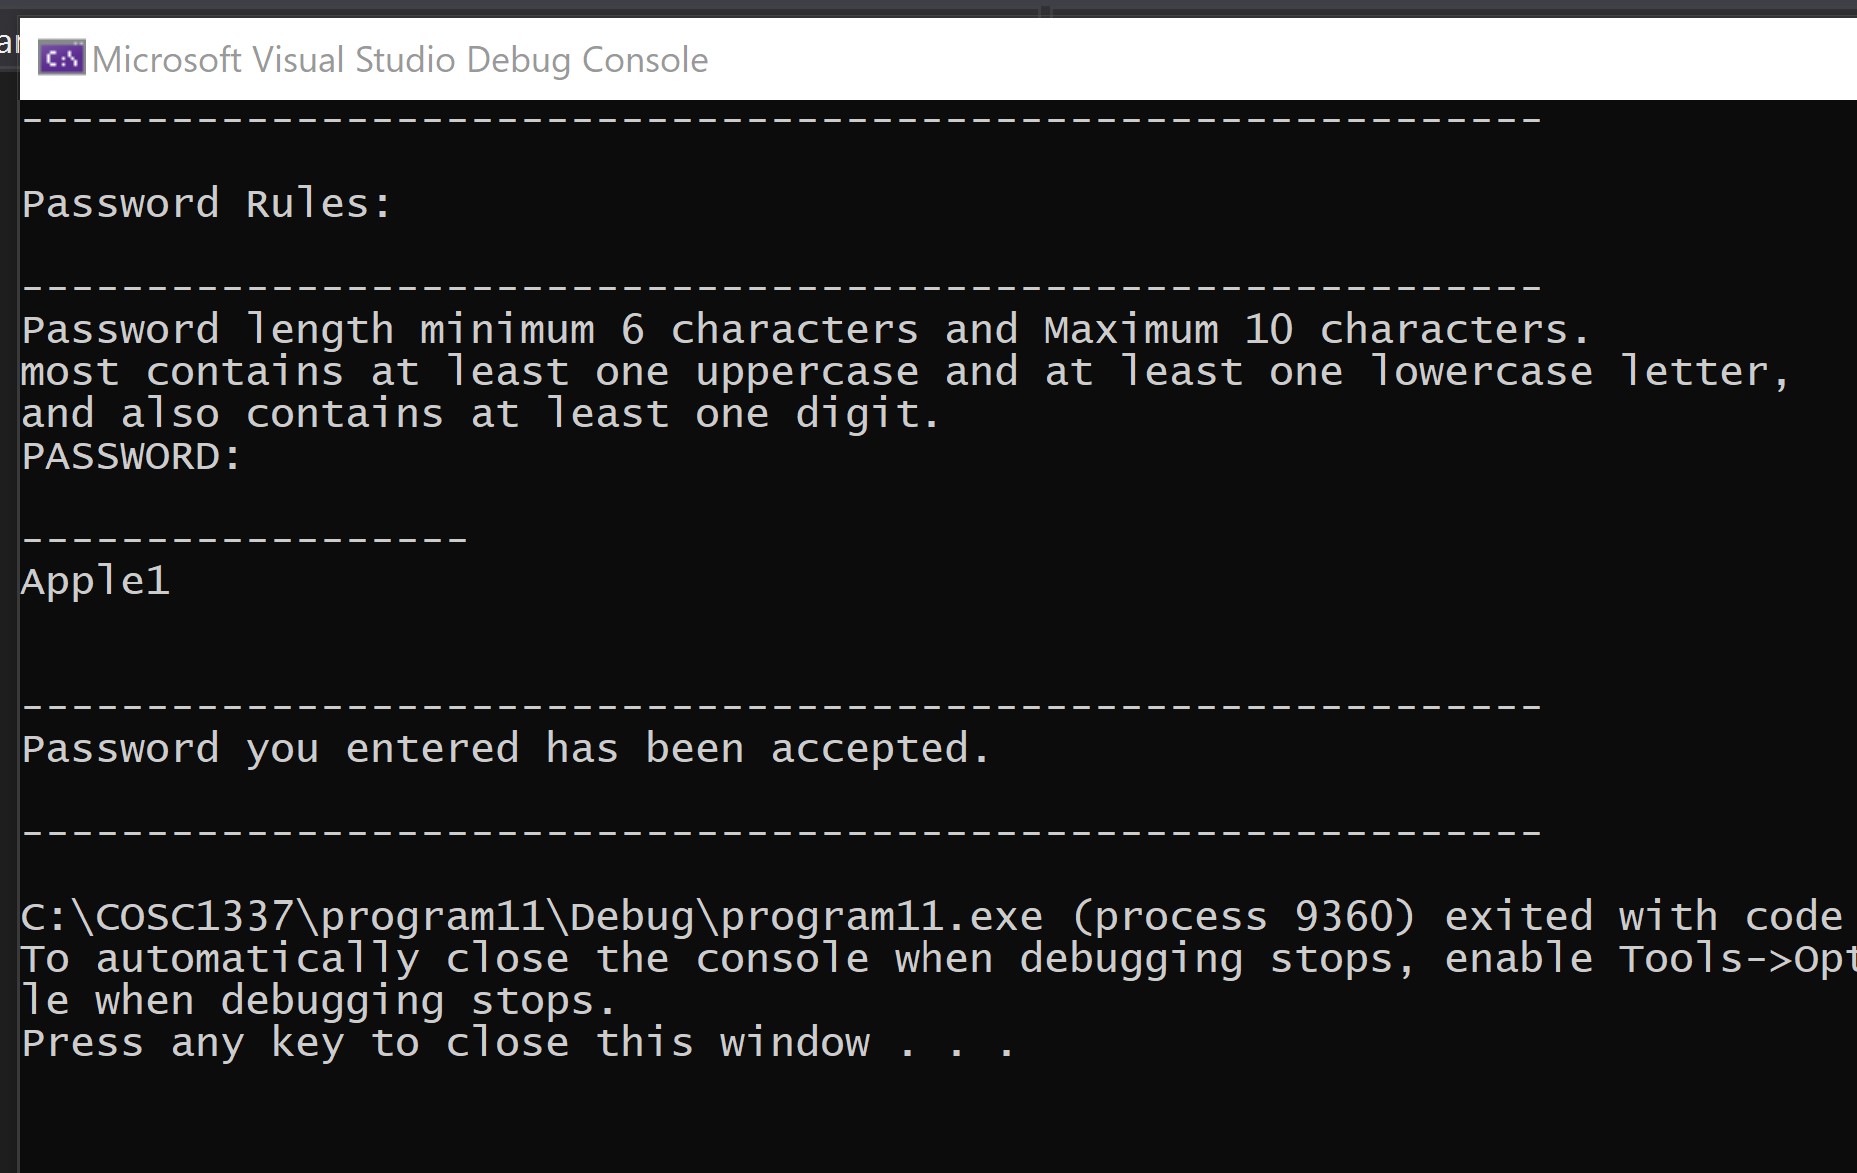 ar
Microsoft Visual Studio Debug Console
-------------------------------------------------------------
Password Rules:
-------------------------------------------------------------
Password length minimum 6 characters and Maximum 10 characters.
most contains at least one uppercase and at least one lowercase letter,
and also contains at least one digit.
PASSWORD:
------------------
Apple1
-------------------------------------------------------------
Password you entered has been accepted.
-------------------------------------------------------------
C:\COSC1337\program11\Debug\program11.exe (process 9360) exited with code
To automatically close the console when debugging stops, enable Tools->Opt
le when debugging stops.
Press any key to close this window . . .